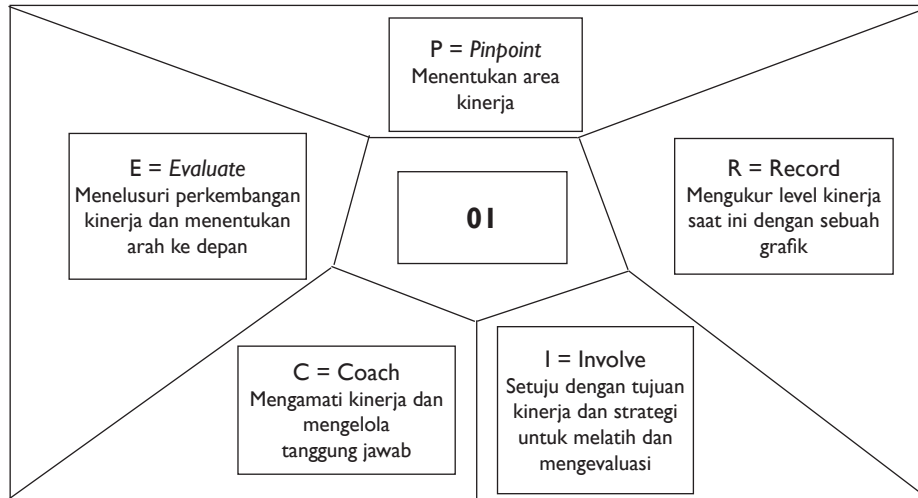 P = Pinpoint
Menentukan area
kinerja
E = Evaluate
Menelusuri perkembangan
kinerja dan menentukan
arah ke depan
01
R = Record
Mengukur level kinerja
saat ini dengan sebuah
grafik
C = Coach
Mengamati kinerja dan
mengelola
tanggung jawab
I = Involve
Setuju dengan tujuan
kinerja dan strategi
untuk melatih dan
mengevaluasi